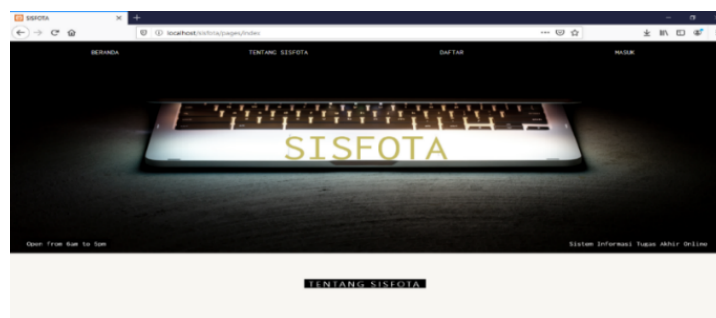 SISFOTA
localhost/sisfota/pages/index
BERANDA TENTANG SISFOTA DAFTAR MASUK
SISFOTA
Open from 8am to 5pm
Sistem Informasi Tugas Akhir Online
TENTANG SISFOTA